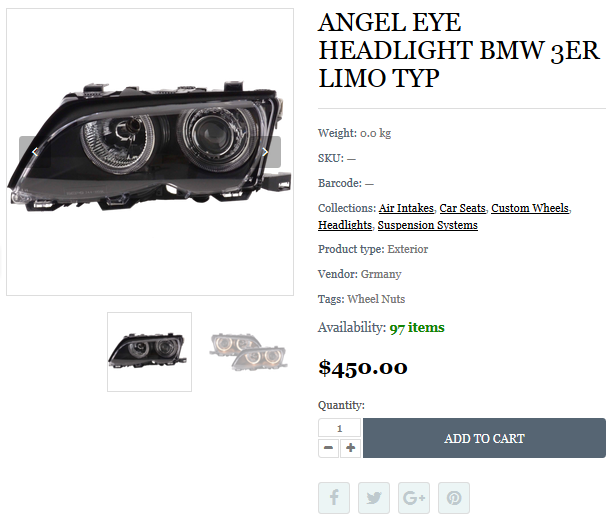 ANGEL EYE
HEADLIGHT BMW 3ER
LIMO TYP
Weight: 0.0 kg
SKU: —
Barcode: —
Collections: Air Intakes, Car Seats, Custom Wheels,
Headlights, Suspension Systems
Product type: Exterior
Vendor: Grmany
Tags: Wheel Nuts
Availability: 97 items
$450.00
Quantity:
1
ADD TO CART